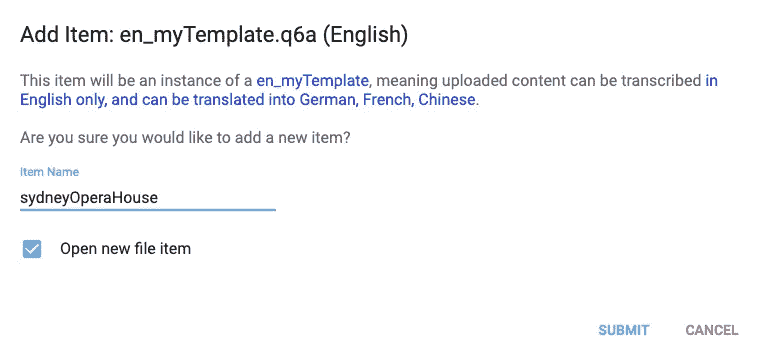 Add Item: en_myTemplate.q6a (English)
This item will be an instance of a en_myTemplate, meaning uploaded content can be transcribed in
English only, and can be translated into German, French, Chinese.
Are you sure you would like to add a new item?
Item Name
sydneyOperaHouse
Open new file item
SUBMIT CANCEL